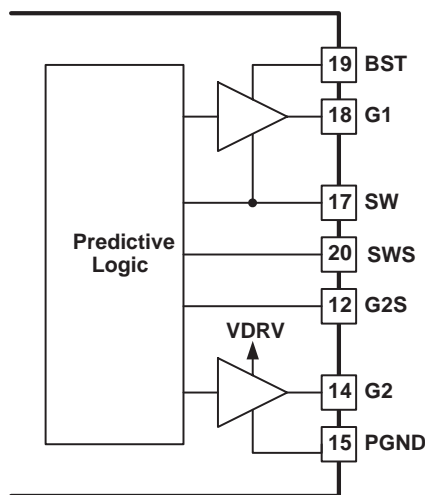 19 BST
18 G1
17 SW
Predictive
Logic
20 SWS
12 G2S
VDRV
14 G2
15 PGND